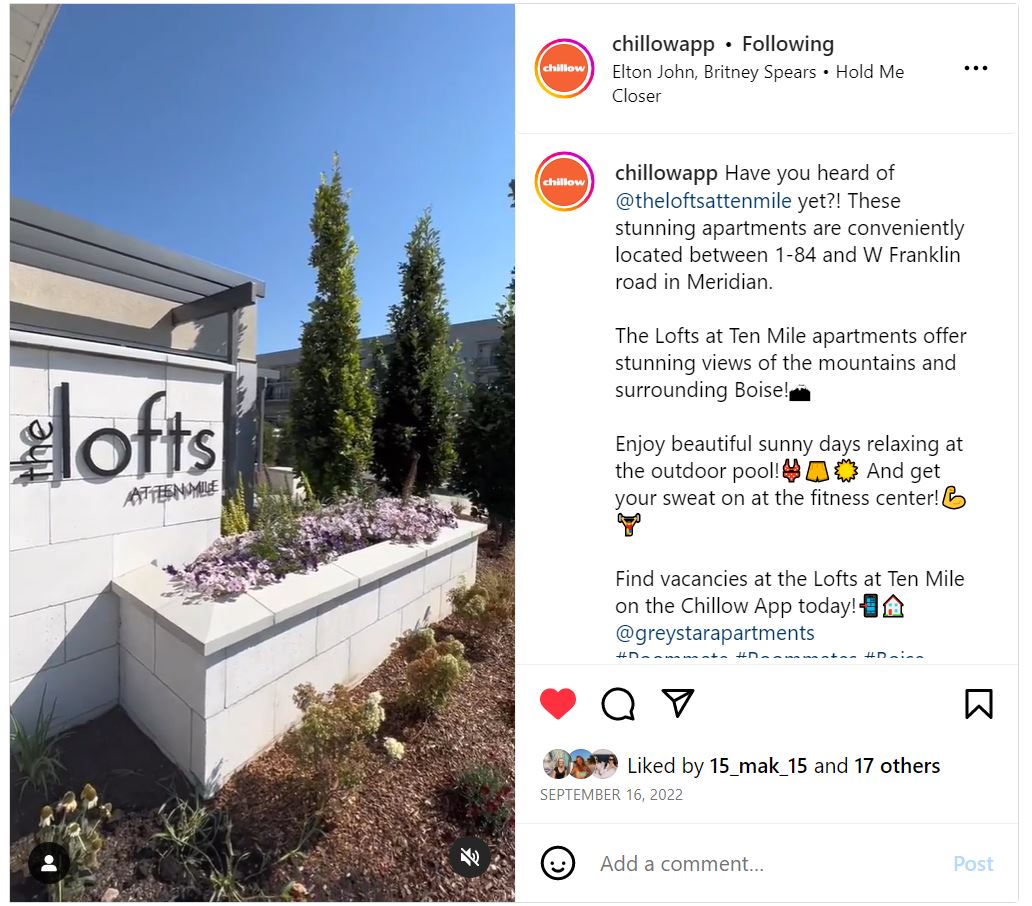 the lofts
AT TEN MILE
chillow
chillowapp • Following
Elton John, Britney Spears • Hold Me
Closer
chillow
chillowapp Have you heard of
@theloftsattenmile yet?! These
stunning apartments are conveniently
located between 1-84 and W Franklin
road in Meridian.
The Lofts at Ten Mile apartments offer
stunning views of the mountains and
surrounding Boise!🏔
Enjoy beautiful sunny days relaxing at
the outdoor pool!👙🩳☀️ And get
your sweat on at the fitness center!💪
🏋️
Find vacancies at the Lofts at Ten Mile
on the Chillow App today!📲🏠
@greystarapartments
#Roommate #Roommates #Boise
Liked by 15_mak_15 and 17 others
SEPTEMBER 16, 2022
Add a comment...
Post